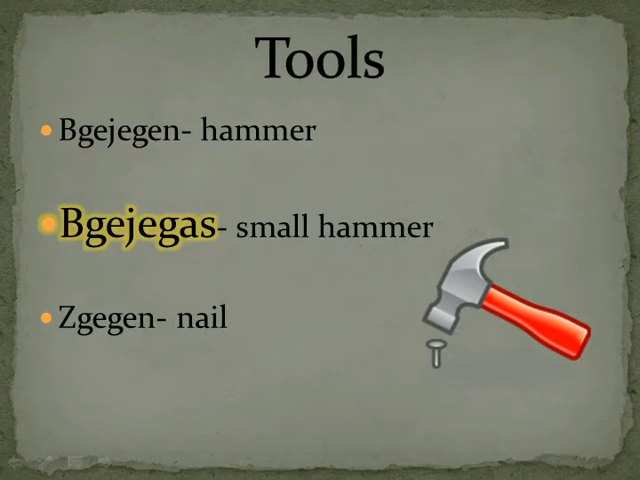 Tools
Bgejegen- hammer
Bgejegas- small hammer
Zgegen- nail